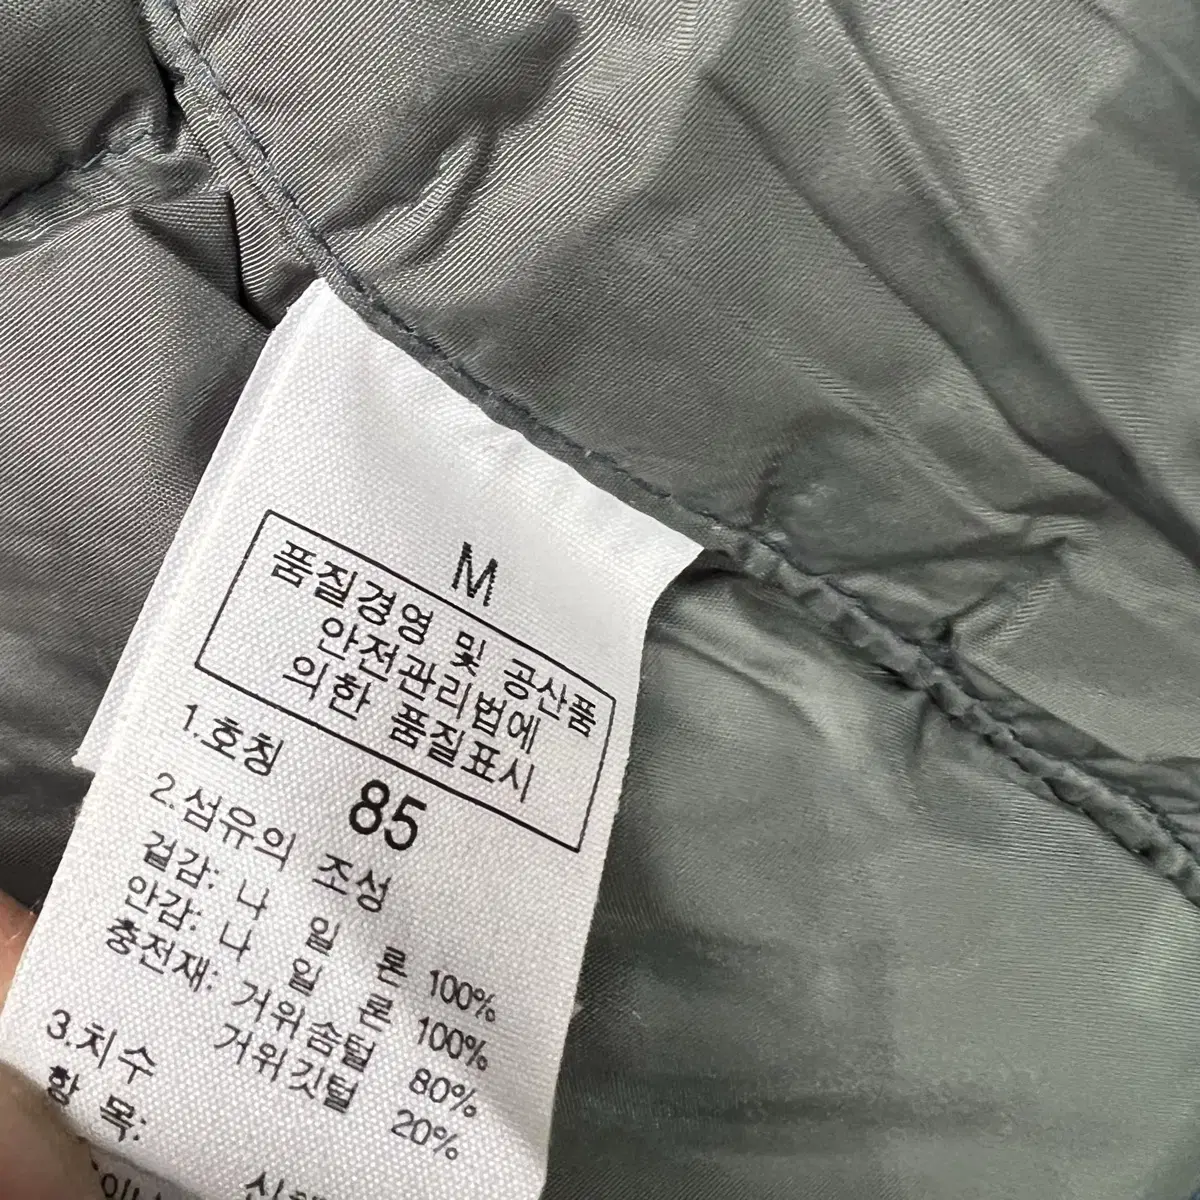 M
품질경영 및 공산품
안전관리법에
의한 품질표시
1.호칭 85
2.섬유의 조성
겉감: 나 일 론 100%
안감: 나 일 론 100%
충전재: 거위솜털 80%
거위깃털 20%
3.치수
항 목: